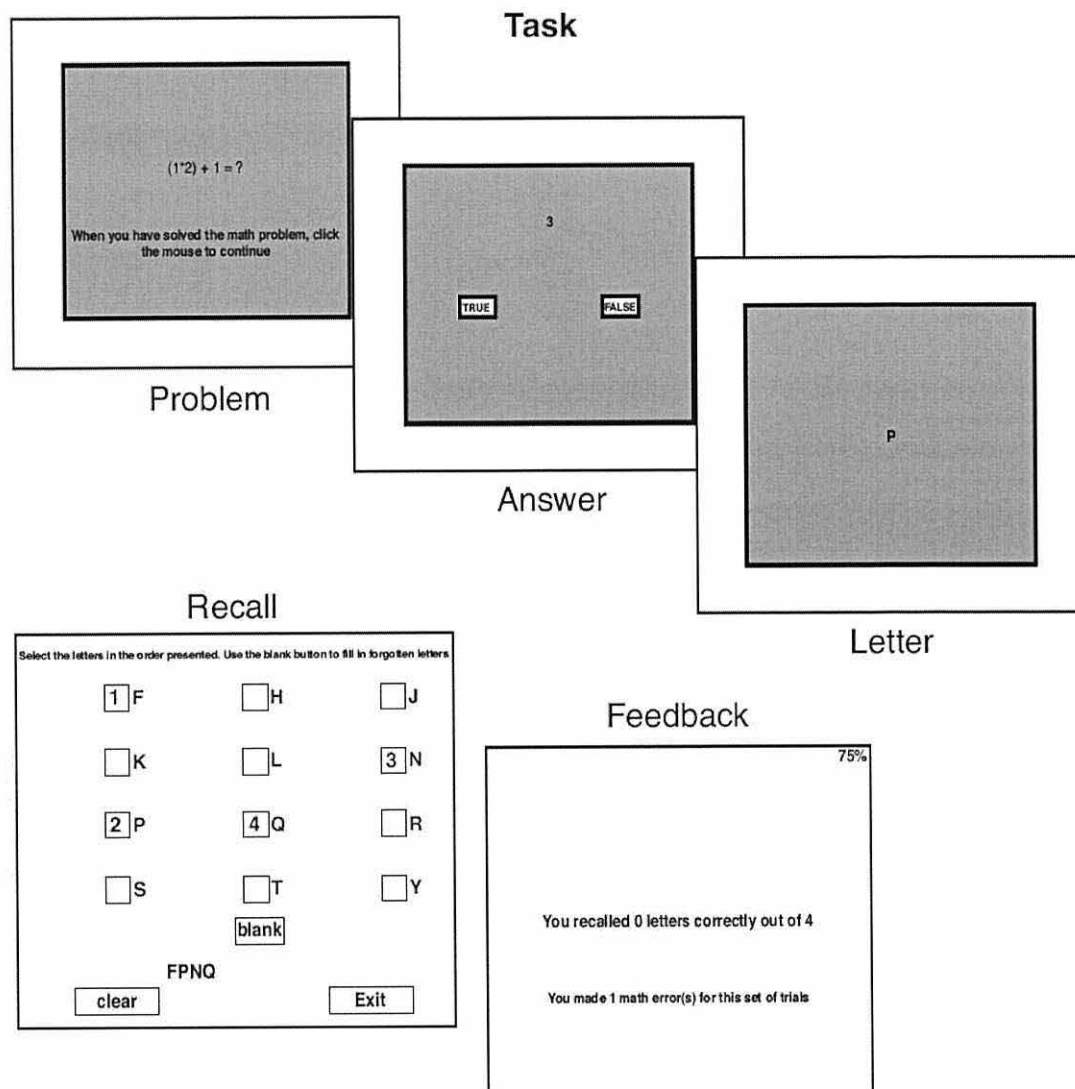 Task
(1*2) + 1 = ?
When you have solved the math problem, click
the mouse to continue
Problem
3
TRUE
FALSE
Answer
P
Letter
Recall
Select the letters in the order presented. Use the blank button to fill in forgotten letters
1 F
H
J
K
L
3 N
2 P
4 Q
R
S
T
Y
blank
FPNQ
clear
Exit
Feedback
75%
You recalled 0 letters correctly out of 4
You made 1 math error(s) for this set of trials